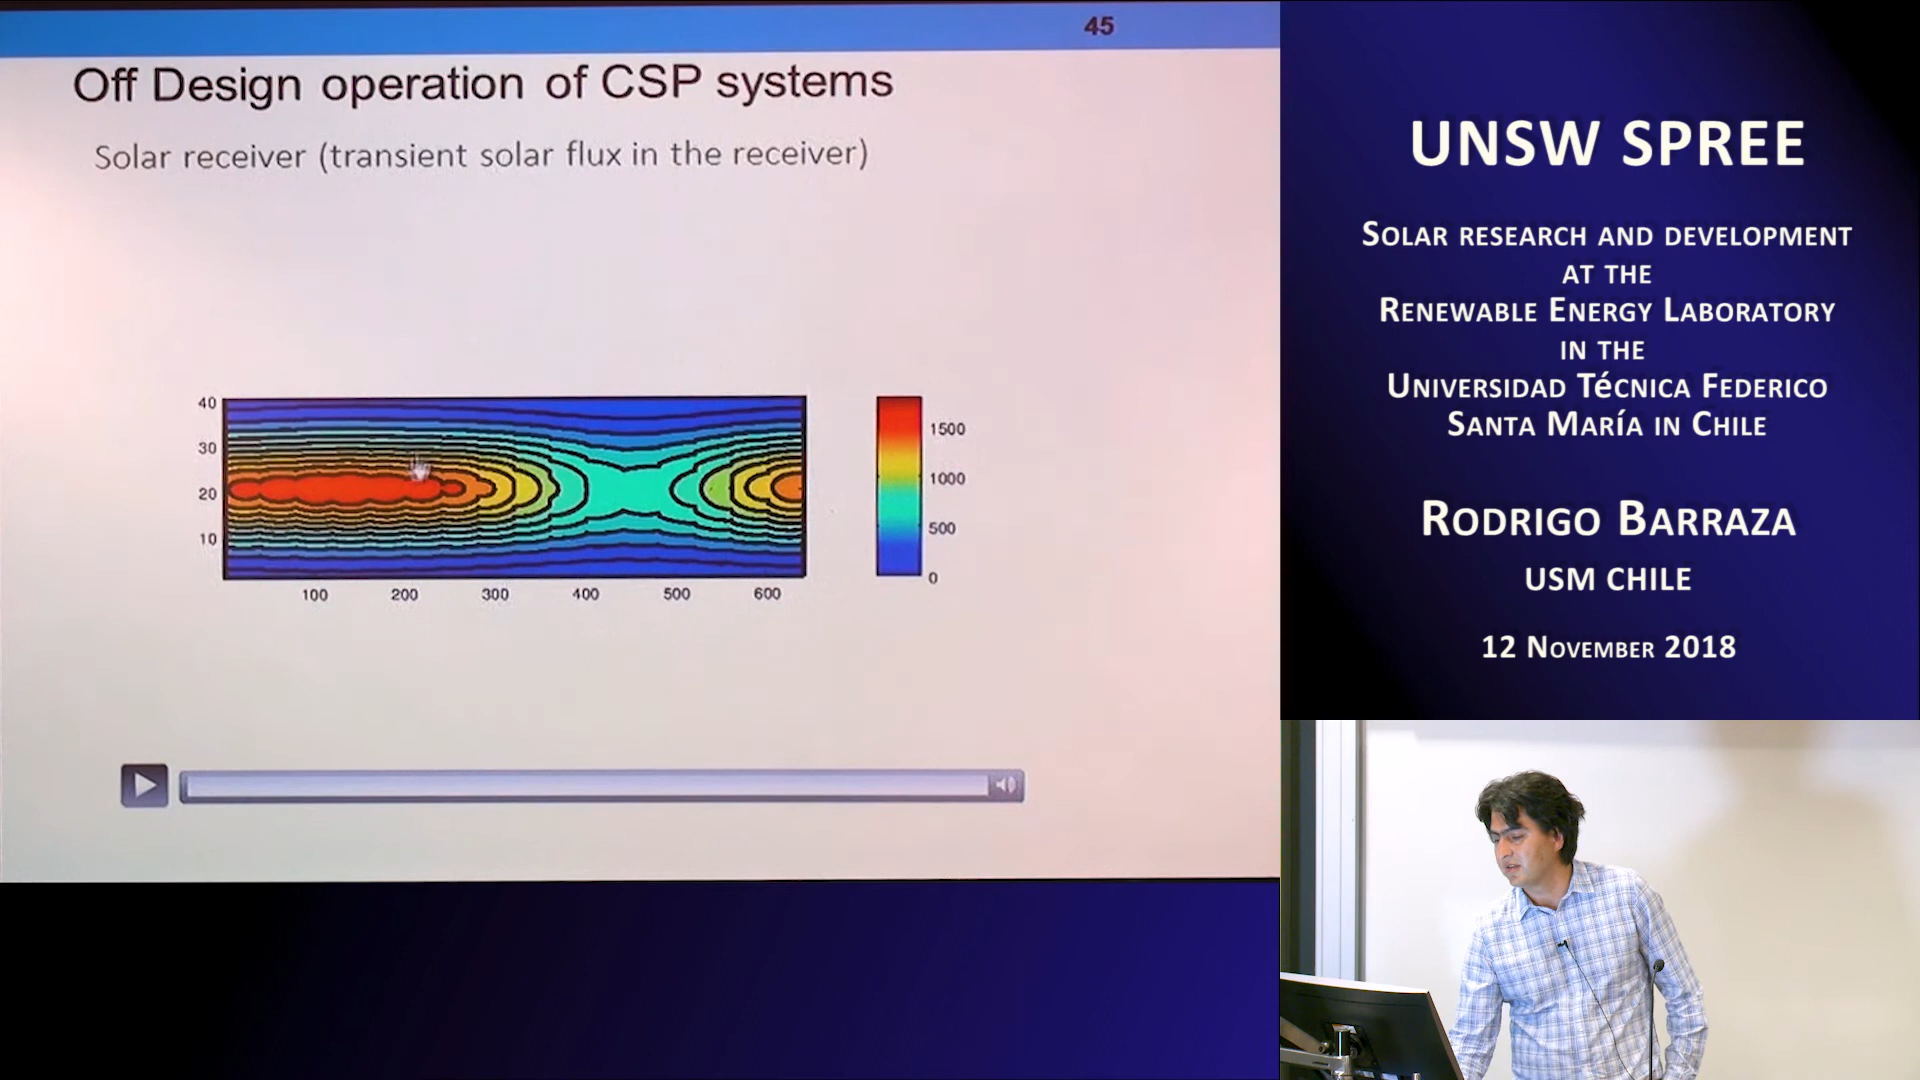 45
Off Design operation of CSP systems
Solar receiver (transient solar flux in the receiver)
40
30
20
10
100 200 300 400 500 600
1500
1000
500
0
UNSW SPREE
SOLAR RESEARCH AND DEVELOPMENT
AT THE
RENEWABLE ENERGY LABORATORY
IN THE
UNIVERSIDAD TéCNICA FEDERICO
SANTA MARíA IN CHILE
RODRIGO BARRAZA
USM CHILE
12 NOVEMBER 2018